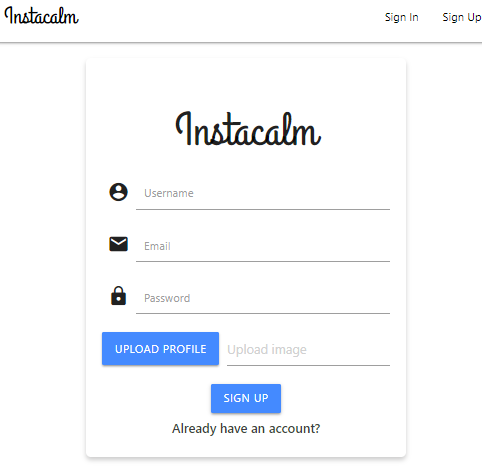 Instacalm Sign In Sign Up
Instacalm
Username
Email
Password
UPLOAD PROFILE Upload image
SIGN UP
Already have an account?